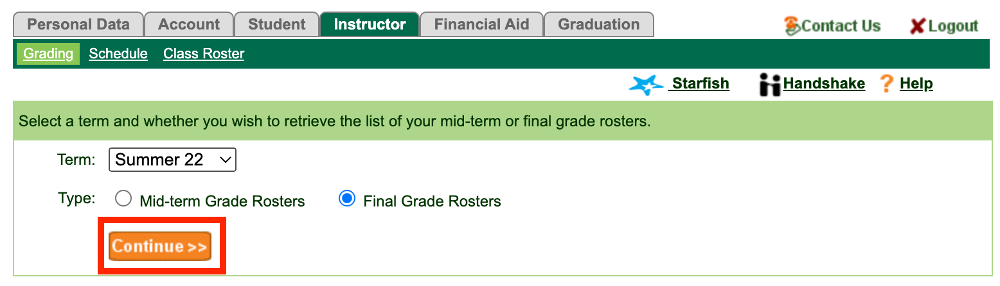 Personal Data Account Student Instructor Financial Aid Graduation Contact Us Logout
Grading Schedule Class Roster
Starfish Handshake ? Help
Select a term and whether you wish to retrieve the list of your mid-term or final grade rosters.
Term: Summer 22
Type: Mid-term Grade Rosters Final Grade Rosters
Continue >>